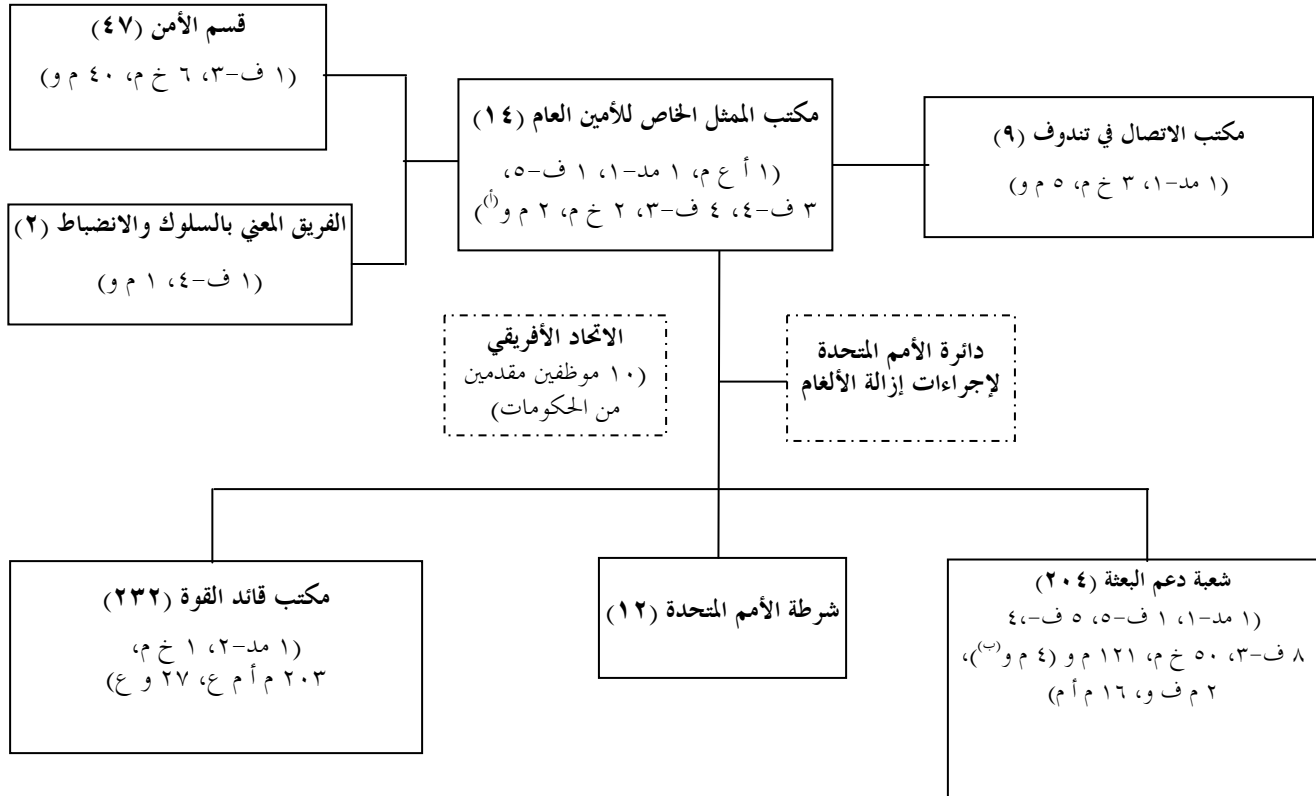 قسم الأمن (٤٧)
(١ ف-٣، ٦ خ م، ٤٠ م و)
مكتب الممثل الخاص للأمين العام (١٤)
(١ أ ع م، ١ مد-١، ١ ف-٥،
٣ ف-٤، ٤ ف-٣، ٢ خ م، ٢ م و(أ))
مكتب الاتصال في تندوف (٩)
(١ مد-١، ٣ خ م، ٥ م و)
الفريق المعني بالسلوك والانضباط (٢)
(١ ف-٤، ١ م و)
الاتحاد الأفريقي
(١٠ موظفين مقدمين
من الحكومات)
دائرة الأمم المتحدة
لإجراءات إزالة الألغام
مكتب قائد القوة (٢٣٢)
(١ مد-٢، ١ خ م،
٢٠٣ م أ م ع، ٢٧ و ع)
شرطة الأمم المتحدة (١٢)
شعبة دعم البعثة (٢٠٤)
(١ مد-١، ١ ف-٥، ٥ ف-٤،
٨ ف-٣، ٥٠ خ م، ١٢١ م و (٤ م و(ب))،
٢ م ف و، ١٦ م أ م)